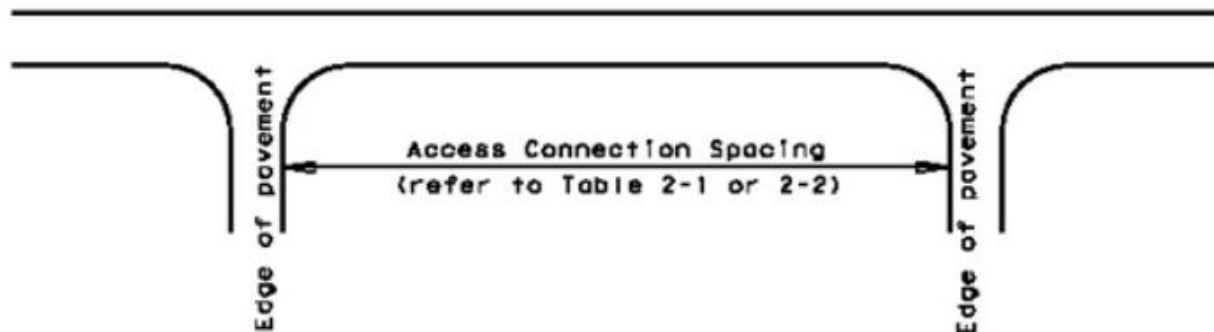 Edge of pavement
Access Connection Spacing
(refer to Table 2-1 or 2-2)
Edge of pavement